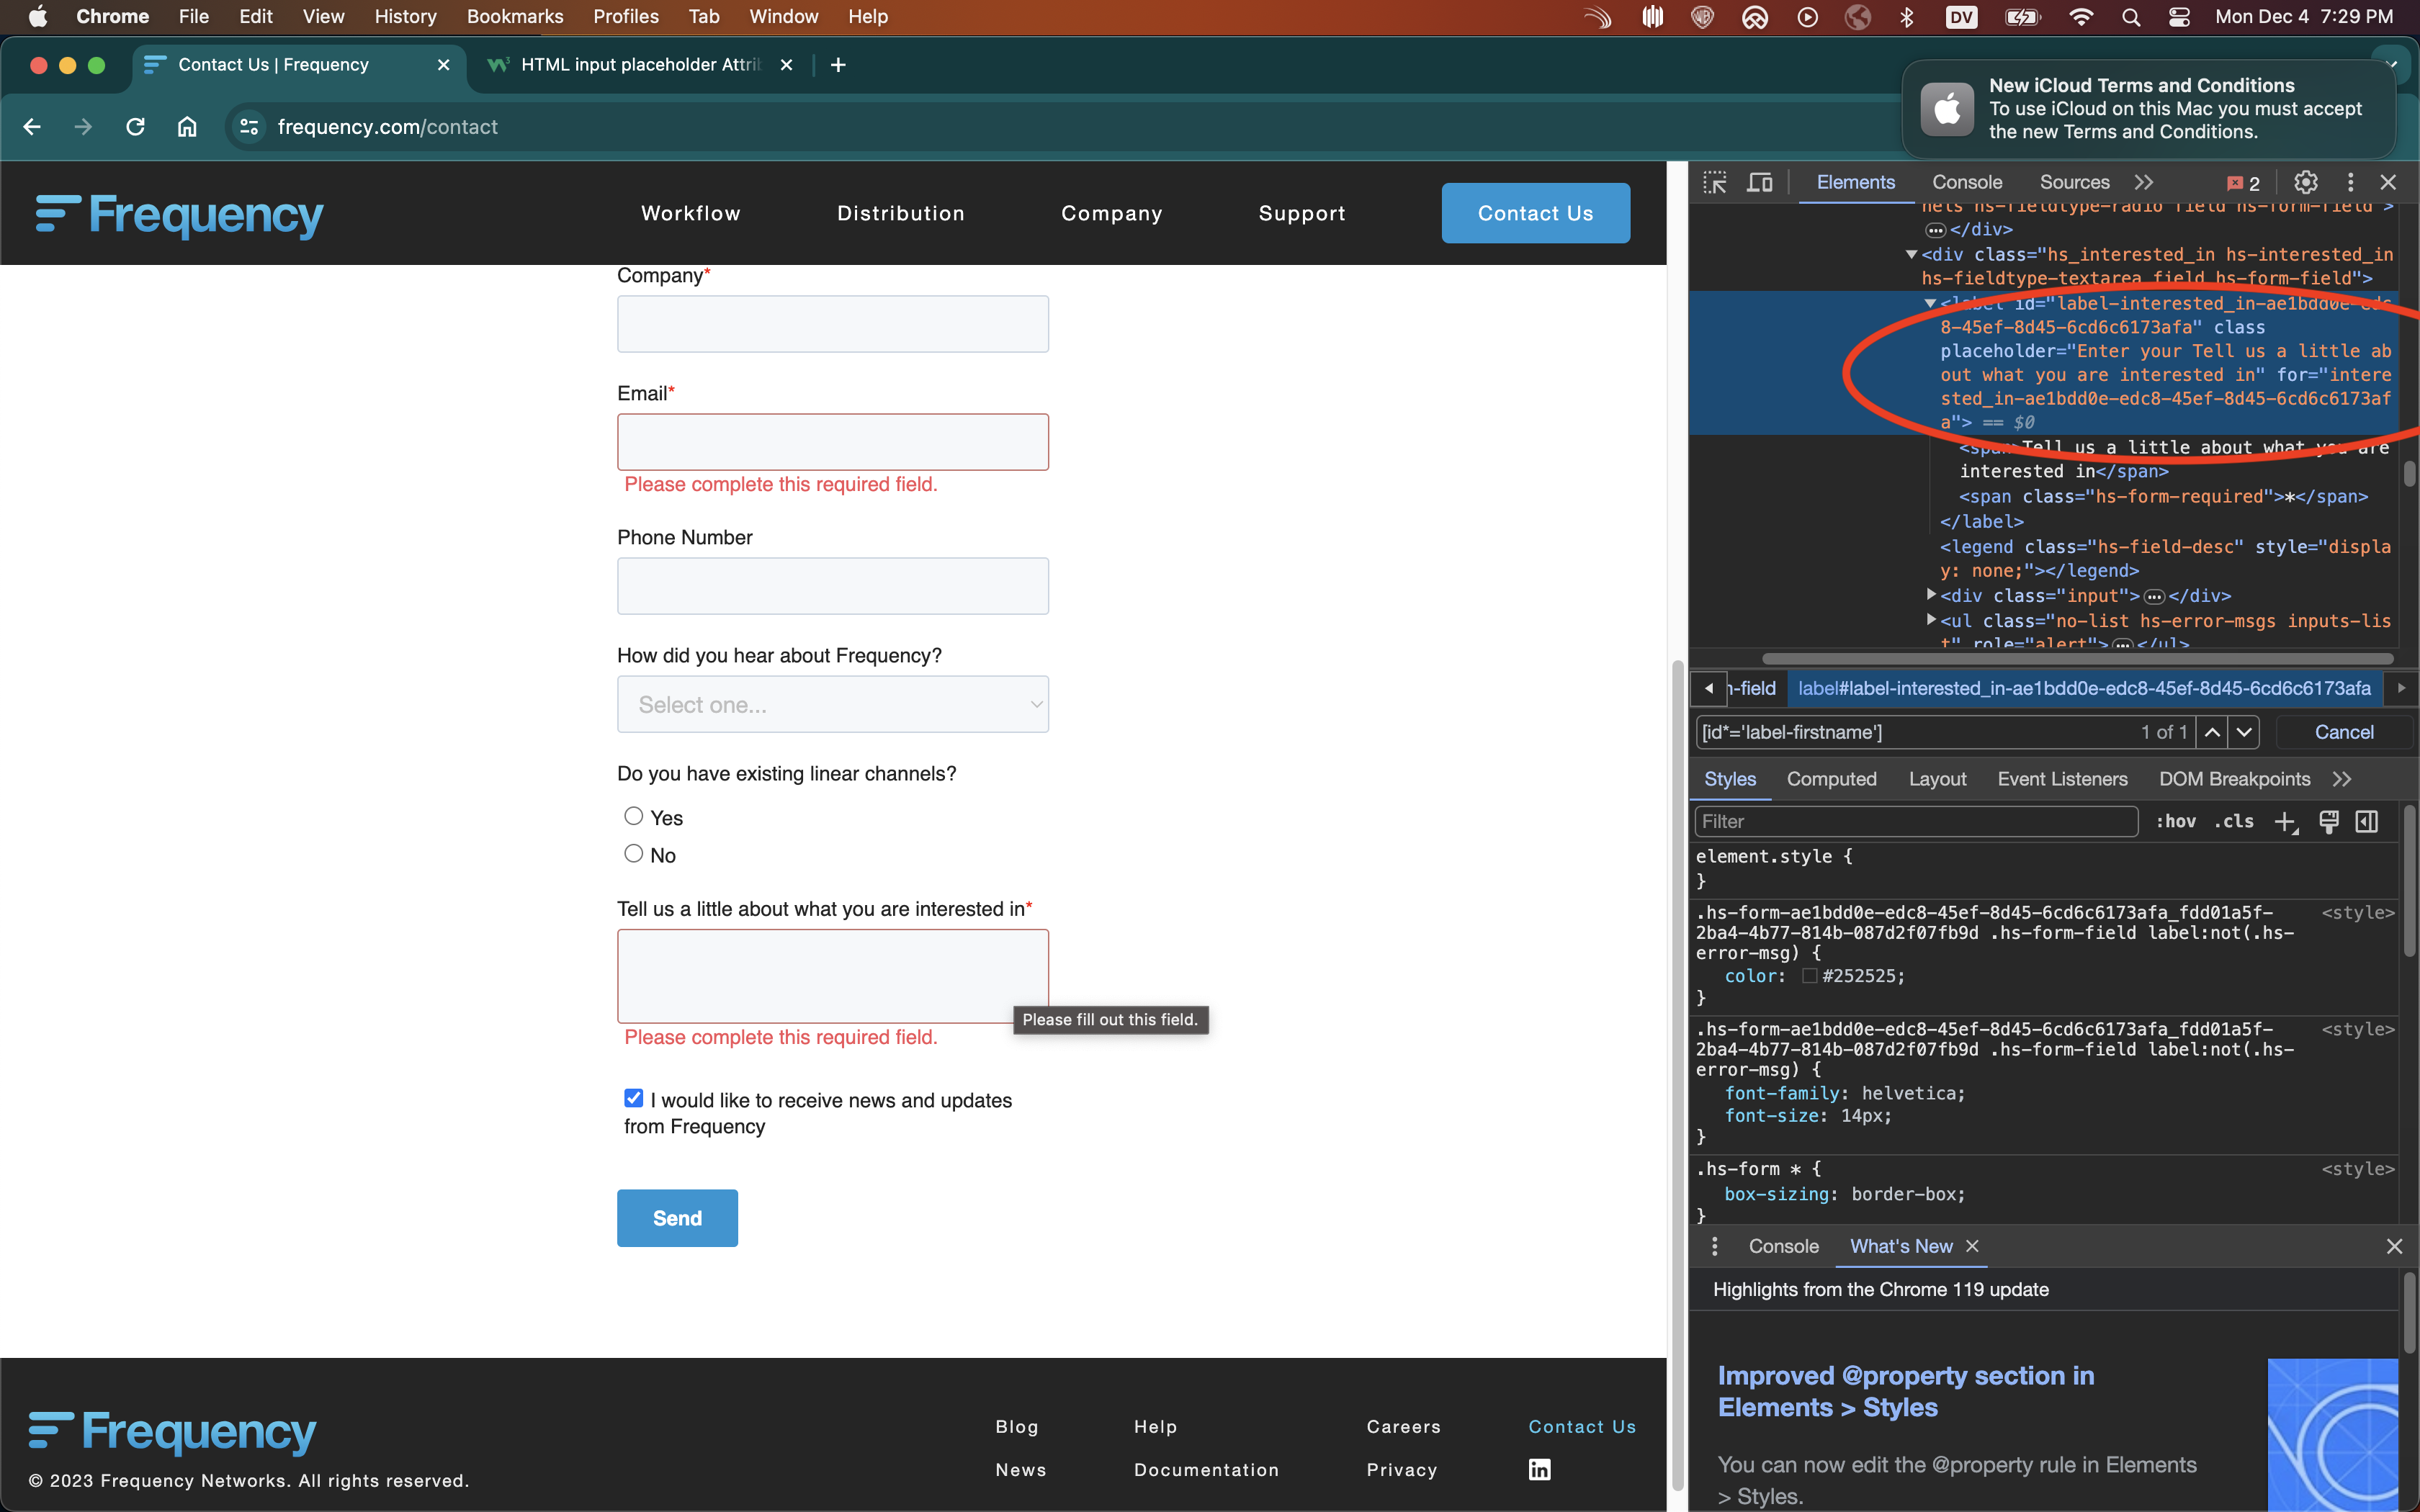 Chrome File Edit View History Bookmarks Profiles Tab Window Help DV Mon Dec 4 7:29 PM
Contact Us | Frequency
HTML input placeholder Attrib
New iCloud Terms and Conditions
To use iCloud on this Mac you must accept
the new Terms and Conditions.
frequency.com/contact
Frequency
Workflow Distribution Company Support Contact Us
Company*
Email*
Please complete this required field.
Phone Number
How did you hear about Frequency?
Select one...
Do you have existing linear channels?
Yes
No
Tell us a little about what you are interested in*
Please fill out this field.
Please complete this required field.
I would like to receive news and updates
from Frequency
Send
Frequency
© 2023 Frequency Networks. All rights reserved.
Blog Help Careers Contact Us
News Documentation Privacy in
Elements Console Sources 2
nels hs-fieldtype-radio field hs-form-field">
</div>
<div class="hs_interested_in hs-interested_in
hs-fieldtype-textarea field hs-form-field">
<label id="label-interested_in-ae1bdd0e-edc
8-45ef-8d45-6cd6c6173afa" class
placeholder="Enter your Tell us a little ab
out what you are interested in" for="intere
sted_in-ae1bdd0e-edc8-45ef-8d45-6cd6c6173af
a"> == $0
<span>Tell us a little about what you are
interested in</span>
<span class="hs-form-required">*</span>
</label>
<legend class="hs-field-desc" style="displa
y: none;"></legend>
<div class="input"> </div>
<ul class="no-list hs-error-msgs inputs-lis
t" role="alert"> </ul>
-field label#label-interested_in-ae1bdd0e-edc8-45ef-8d45-6cd6c6173afa
[id*='label-firstname'] 1 of 1 Cancel
Styles Computed Layout Event Listeners DOM Breakpoints
Filter :hov .cls
element.style {
}
.hs-form-ae1bdd0e-edc8-45ef-8d45-6cd6c6173afa_fdd01a5f- <style>
2ba4-4b77-814b-087d2f07fb9d .hs-form-field label:not(.hs-
error-msg) {
color: #252525;
}
.hs-form-ae1bdd0e-edc8-45ef-8d45-6cd6c6173afa_fdd01a5f- <style>
2ba4-4b77-814b-087d2f07fb9d .hs-form-field label:not(.hs-
error-msg) {
font-family: helvetica;
font-size: 14px;
}
.hs-form * { <style>
box-sizing: border-box;
}
Console What's New
Highlights from the Chrome 119 update
Improved @property section in
Elements > Styles
You can now edit the @property rule in Elements
> Styles.